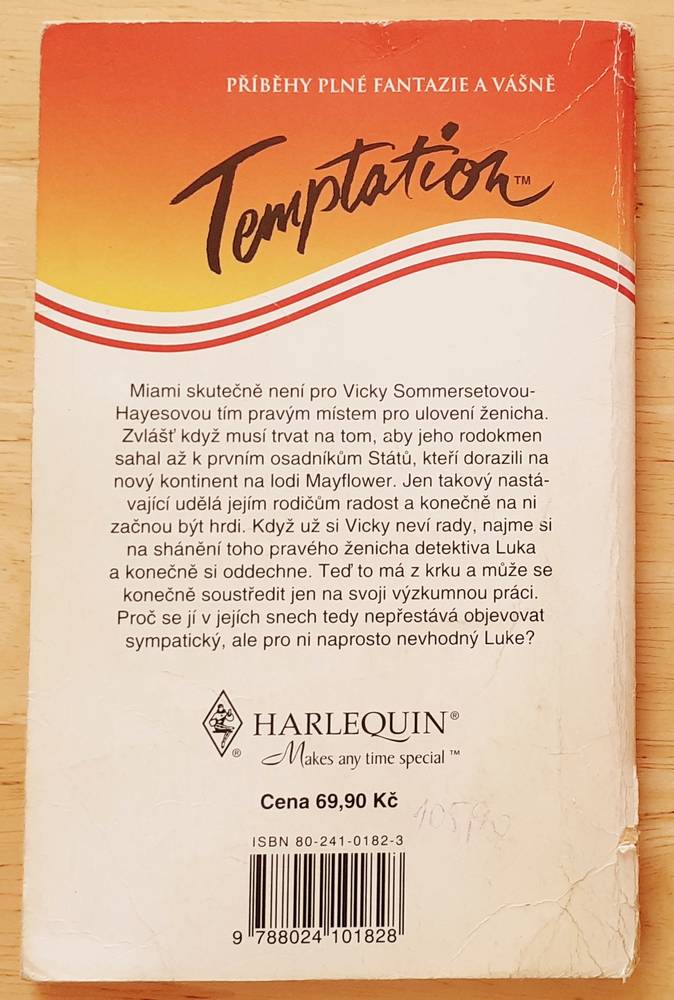 PŘÍBĚHY PLNÉ FANTAZIE A VÁŠNĚ
Temptation™
Miami skutečně není pro Vicky Sommersetovou-
Hayesovou tím pravým místem pro ulovení ženicha.
Zvlášť když musí trvat na tom, aby jeho rodokmen
sahal až k prvním osadníkům Států, kteří dorazili na
nový kontinent na lodi Mayflower. Jen takový nastá-
vající udělá jejím rodičům radost a konečně na ni
začnou být hrdi. Když už si Vicky neví rady, najme si
na shánění toho pravého ženicha detektiva Luka
a konečně si oddechne. Teď to má z krku a může se
konečně soustředit jen na svoji výzkumnou práci.
Proč se jí v jejích snech tedy nepřestává objevovat
sympatický, ale pro ni naprosto nevhodný Luke?
® HARLEQUIN®
Makes any time special™
Cena 69,90 Kč
105,90
ISBN 80-241-0182-3
9 788024 101828